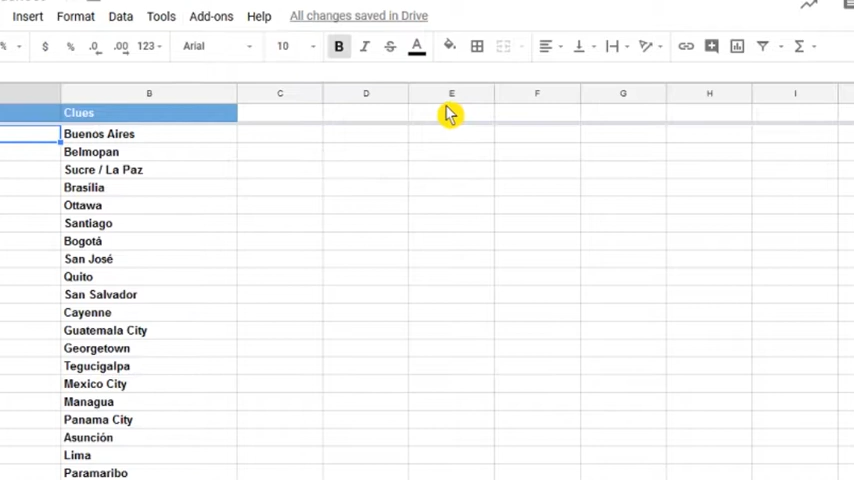 Insert Format Data Tools Add-ons Help All changes saved in Drive
% $ % .0 .00 123 Arial 10 B I S A
B C D E F G H I
Clues
Buenos Aires
Belmopan
Sucre / La Paz
Brasília
Ottawa
Santiago
Bogotá
San José
Quito
San Salvador
Cayenne
Guatemala City
Georgetown
Tegucigalpa
Mexico City
Managua
Panama City
Asunción
Lima
Paramaribo